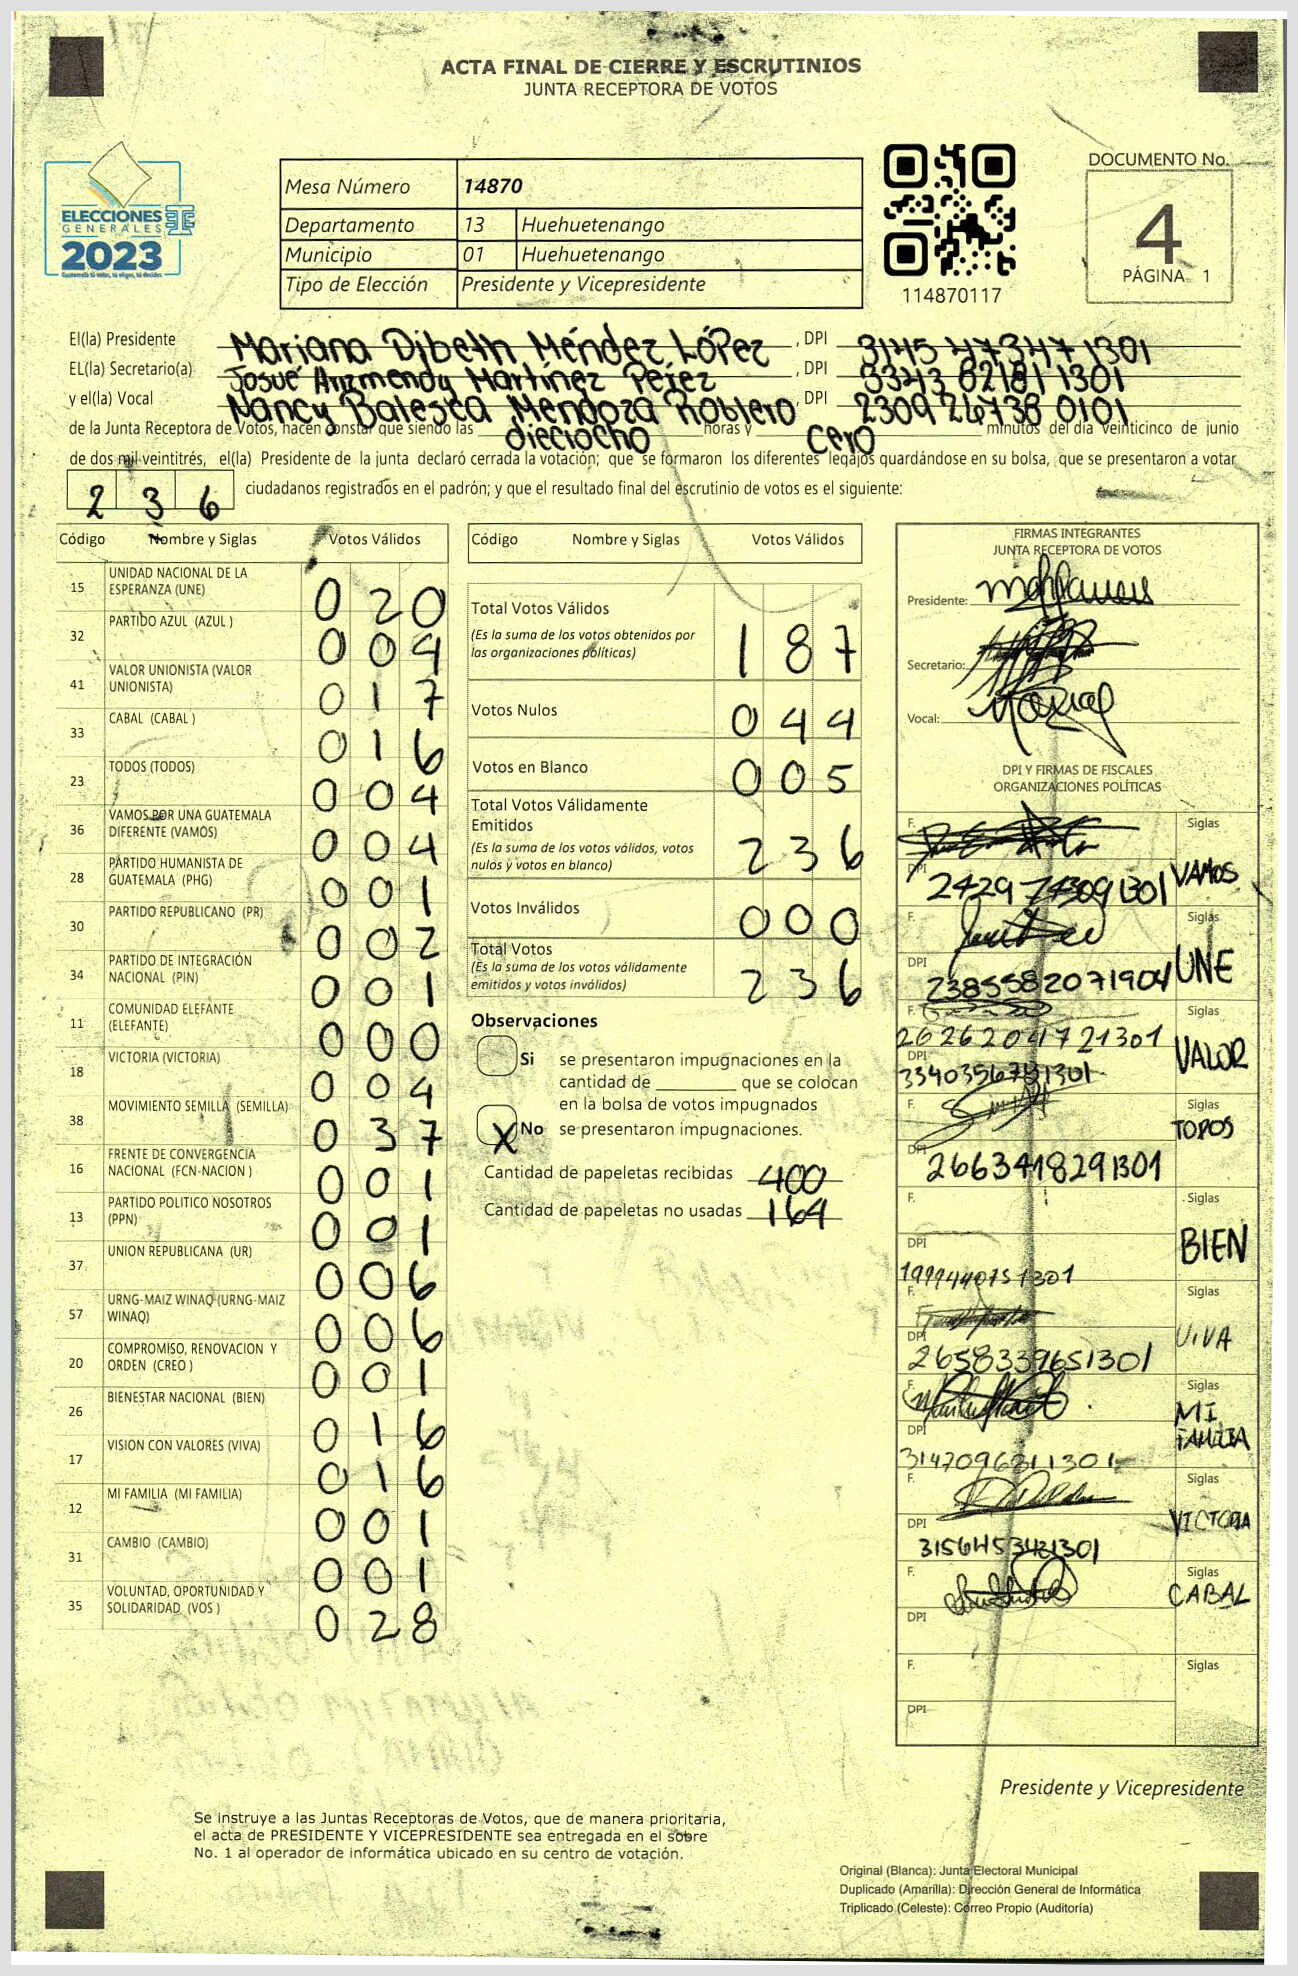 ACTA FINAL DE CIERRE Y ESCRUTINIOS
JUNTA RECEPTORA DE VOTOS
ELECCIONES
GENERALES
2023
Mesa Número 14870
Departamento 13 Huehuetenango
Municipio 01 Huehuetenango
Tipo de Elección Presidente y Vicepresidente
114870117
DOCUMENTO No.
4
PÁGINA 1
El(la) Presidente Mariana Dibeth Méndez López, DPI 3145 47347 1301
EL(la) Secretario(a) Josué Arizmendy Martínez Pérez, DPI 3343 02181 1301
y el(la) Vocal Nancy Balesca Mendoza Roblero, DPI 2309 26738 0101
de la Junta Receptora de Votos, hacen constar que siendo las dieciocho horas y cero minutos del día veinticinco de junio
de dos mil veintitrés, el(la) Presidente de la junta declaró cerrada la votación; que se formaron los diferentes legajos guardándose en su bolsa, que se presentaron a votar
2 3 6 ciudadanos registrados en el padrón; y que el resultado final del escrutinio de votos es el siguiente:
Código Nombre y Siglas Votos Válidos
15 UNIDAD NACIONAL DE LA ESPERANZA (UNE) 0 2 0
32 PARTIDO AZUL (AZUL ) 0 0 4
41 VALOR UNIONISTA (VALOR UNIONISTA) 0 1 7
33 CABAL (CABAL ) 0 1 6
23 TODOS (TODOS) 0 0 4
36 VAMOS POR UNA GUATEMALA DIFERENTE (VAMOS) 0 0 4
28 PARTIDO HUMANISTA DE GUATEMALA (PHG) 0 0 1
30 PARTIDO REPUBLICANO (PR) 0 0 2
34 PARTIDO DE INTEGRACIÓN NACIONAL (PIN) 0 0 1
11 COMUNIDAD ELEFANTE (ELEFANTE) 0 0 0
18 VICTORIA (VICTORIA) 0 0 4
38 MOVIMIENTO SEMILLA (SEMILLA) 0 3 7
16 FRENTE DE CONVERGENCIA NACIONAL (FCN-NACION ) 0 0 1
13 PARTIDO POLITICO NOSOTROS (PPN) 0 0 1
37 UNION REPUBLICANA (UR) 0 0 6
57 URNG-MAIZ WINAQ (URNG-MAIZ WINAQ) 0 0 6
20 COMPROMISO, RENOVACION Y ORDEN (CREO ) 0 0 1
26 BIENESTAR NACIONAL (BIEN) 0 1 6
17 VISION CON VALORES (VIVA) 0 1 6
12 MI FAMILIA (MI FAMILIA) 0 0 1
31 CAMBIO (CAMBIO) 0 0 1
35 VOLUNTAD, OPORTUNIDAD Y SOLIDARIDAD (VOS ) 0 2 8
Código Nombre y Siglas Votos Válidos
Total Votos Válidos 1 8 7
(Es la suma de los votos obtenidos por
las organizaciones políticas)
Votos Nulos 0 4 4
Votos en Blanco 0 0 5
Total Votos Válidamente
Emitidos 2 3 6
(Es la suma de los votos válidos, votos
nulos y votos en blanco)
Votos Inválidos 0 0 0
Total Votos 2 3 6
(Es la suma de los votos válidamente
emitidos y votos inválidos)
Observaciones
Si se presentaron impugnaciones en la
cantidad de ________ que se colocan
en la bolsa de votos impugnados
X No se presentaron impugnaciones.
Cantidad de papeletas recibidas 400
Cantidad de papeletas no usadas 164
FIRMAS INTEGRANTES
JUNTA RECEPTORA DE VOTOS
Presidente:
Secretario:
Vocal:
DPI Y FIRMAS DE FISCALES
ORGANIZACIONES POLÍTICAS
F. Siglas
DPI 2429 74309 1301 VAMOS
F. Siglas
DPI 2385582071904 UNE
F.
2626204721301
DPI VALOR
F. Siglas
TODOS
DPI 2663418291301
F. Siglas
BIEN
DPI
1999440751301
F. Siglas
VIVA
DPI 2658339651301
F. Siglas
MI
FAMILIA
DPI
3147096311301
F. Siglas
VICTORIA
DPI
3156453421301
F. Siglas
CABAL
DPI
F. Siglas
DPI
Presidente y Vicepresidente
Se instruye a las Juntas Receptoras de Votos, que de manera prioritaria,
el acta de PRESIDENTE Y VICEPRESIDENTE sea entregada en el sobre
No. 1 al operador de informática ubicado en su centro de votación.
Original (Blanca): Junta Electoral Municipal
Duplicado (Amarilla): Dirección General de Informática
Triplicado (Celeste): Correo Propio (Auditoría)